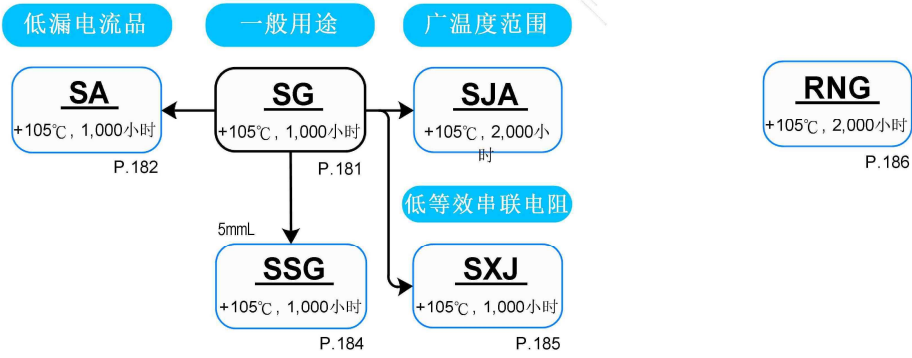 低漏电流品
一般用途
广温度范围
SA
+105℃, 1,000小时
P.182
SG
+105℃, 1,000小时
P.181
SJA
+105℃, 2,000小
时
RNG
+105℃, 2,000小时
P.186
低等效串联电阻
5mmL
SSG
+105℃, 1,000小时
P.184
SXJ
+105℃, 1,000小时
P.185